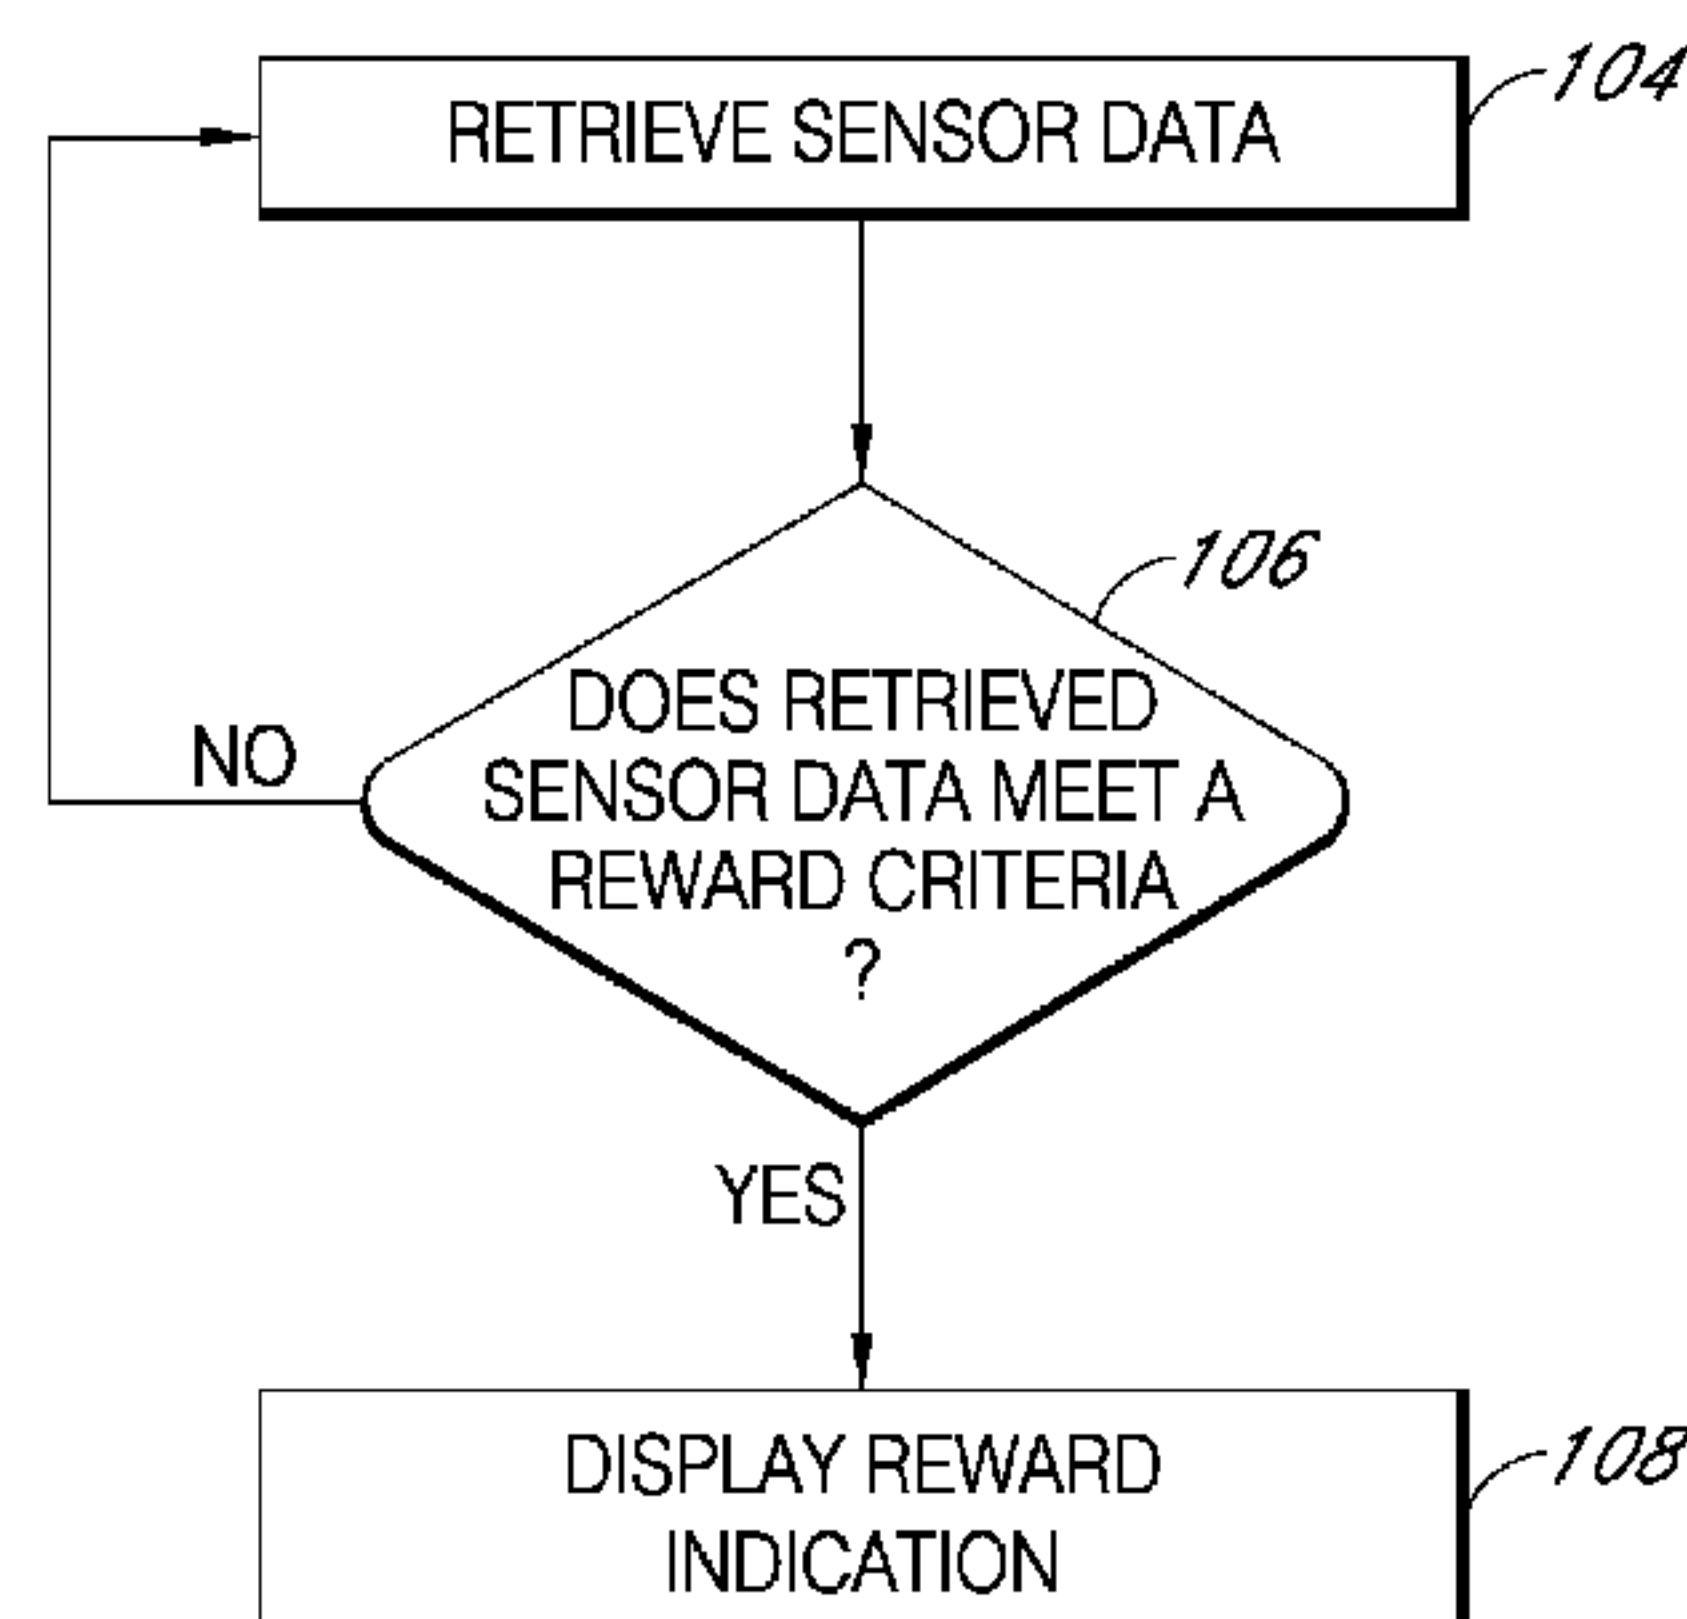 104
RETRIEVE SENSOR DATA
106
DOES RETRIEVED
SENSOR DATA MEET A
REWARD CRITERIA
?
NO
YES
DISPLAY REWARD
INDICATION
108